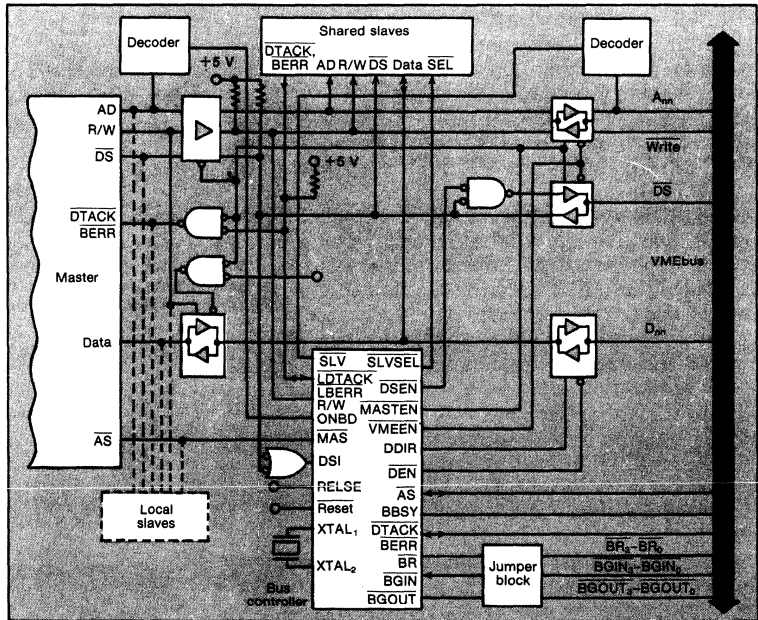 Decoder
+5 V
Shared slaves
DTACK,
BERR AD R/W DS Data SEL
Decoder
AD
R/W
DS
DTACK
BERR
Master
Data
AS
Local
slaves
+5 V
Ann
Write
DS
VMEbus
Dnn
SLV
LDTACK
LBERR
R/W
ONBD
MAS
DSI
RELSE
Reset
XTAL1
XTAL2
Bus
controller
SLVSEL
DSEN
MASTEN
VMEEN
DDIR
DEN
AS
BBSY
DTACK
BERR
BR
BGIN
BGOUT
Jumper
block
BR3–BR0
BGIN3–BGIN0
BGOUT3–BGOUT0